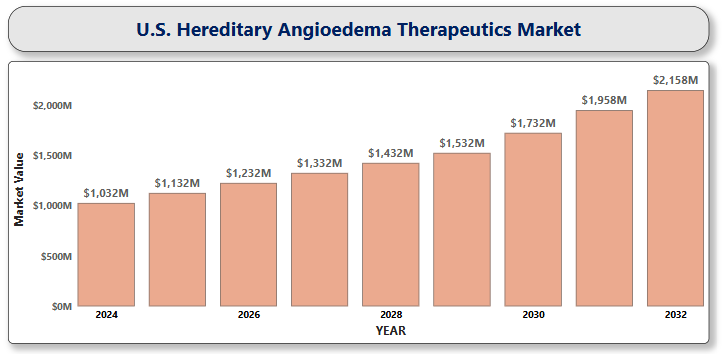 U.S. Hereditary Angioedema Therapeutics Market
$2,158M
$1,958M
$1,732M
$1,532M
$1,432M
$1,332M
$1,232M
$1,132M
$1,032M
$2,000M
$1,500M
$1,000M
$500M
$0M
Market Value
2024 2026 2028 2030 2032
YEAR